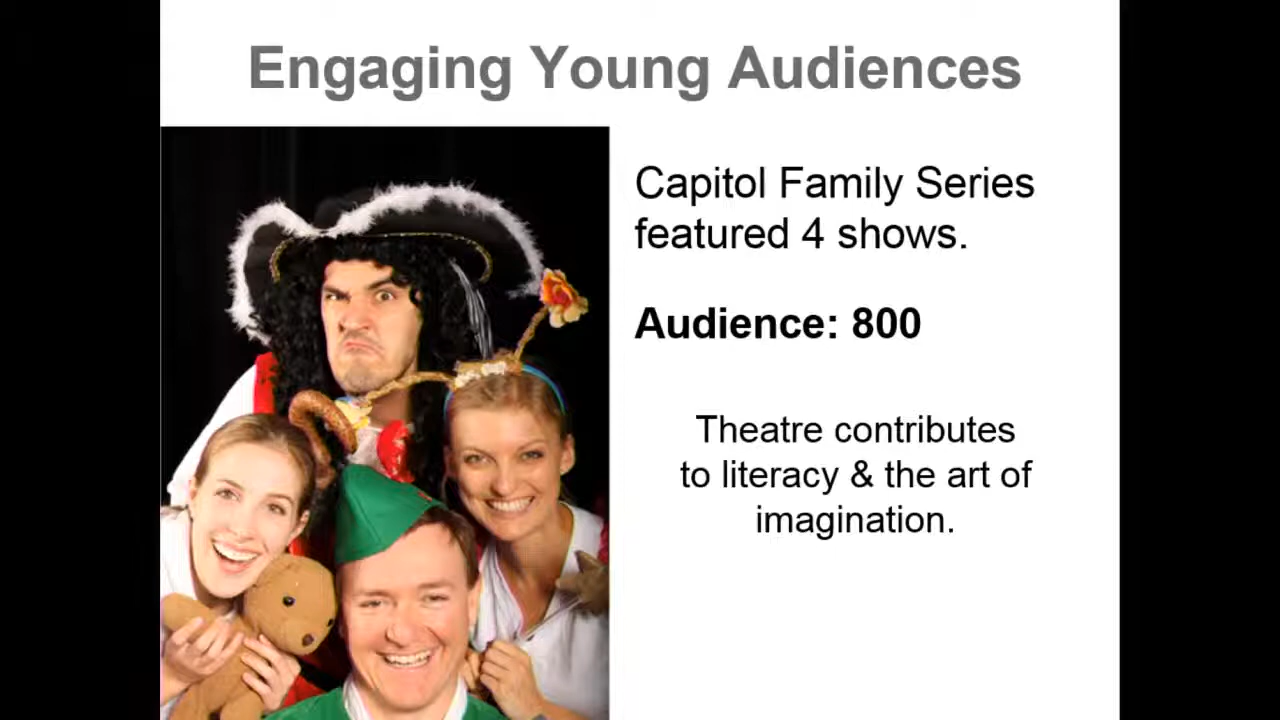 Engaging Young Audiences
Capitol Family Series
featured 4 shows.
Audience: 800
Theatre contributes
to literacy & the art of
imagination.